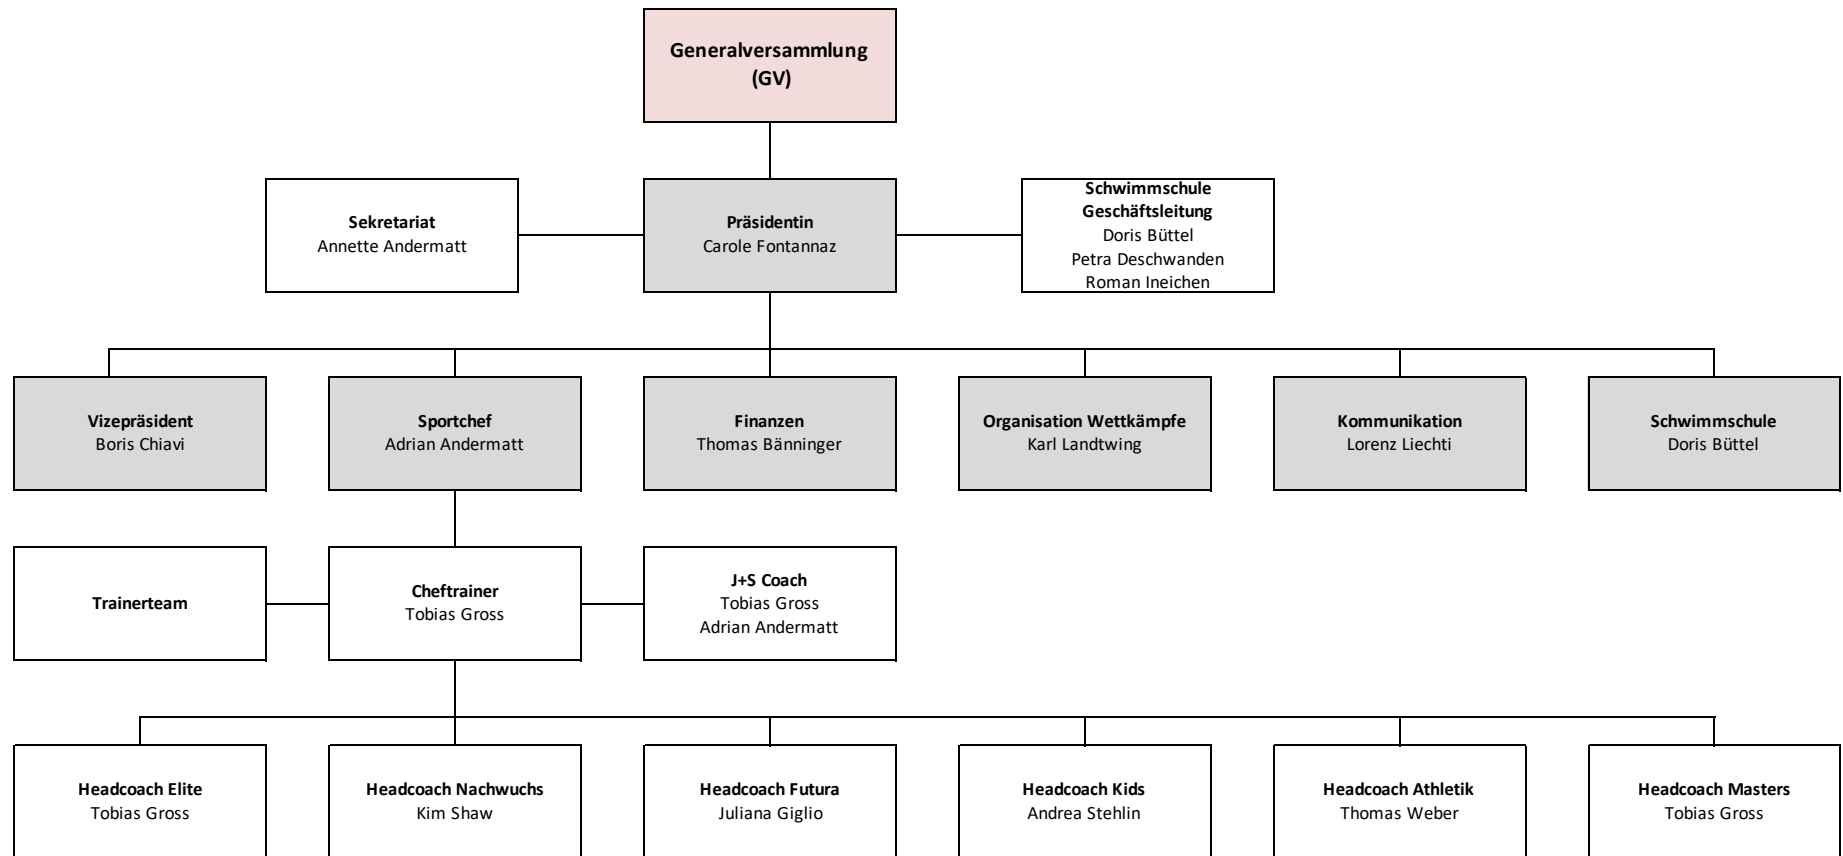 Generalversammlung
(GV)
Sekretariat
Annette Andermatt
Präsidentin
Carole Fontannaz
Schwimmschule
Geschäftsleitung
Doris Büttel
Petra Deschwanden
Roman Ineichen
Vizepräsident
Boris Chiavi
Sportchef
Adrian Andermatt
Finanzen
Thomas Bänninger
Organisation Wettkämpfe
Karl Landtwing
Kommunikation
Lorenz Liechti
Schwimmschule
Doris Büttel
Trainerteam
Cheftrainer
Tobias Gross
J+S Coach
Tobias Gross
Adrian Andermatt
Headcoach Elite
Tobias Gross
Headcoach Nachwuchs
Kim Shaw
Headcoach Futura
Juliana Giglio
Headcoach Kids
Andrea Stehlin
Headcoach Athletik
Thomas Weber
Headcoach Masters
Tobias Gross